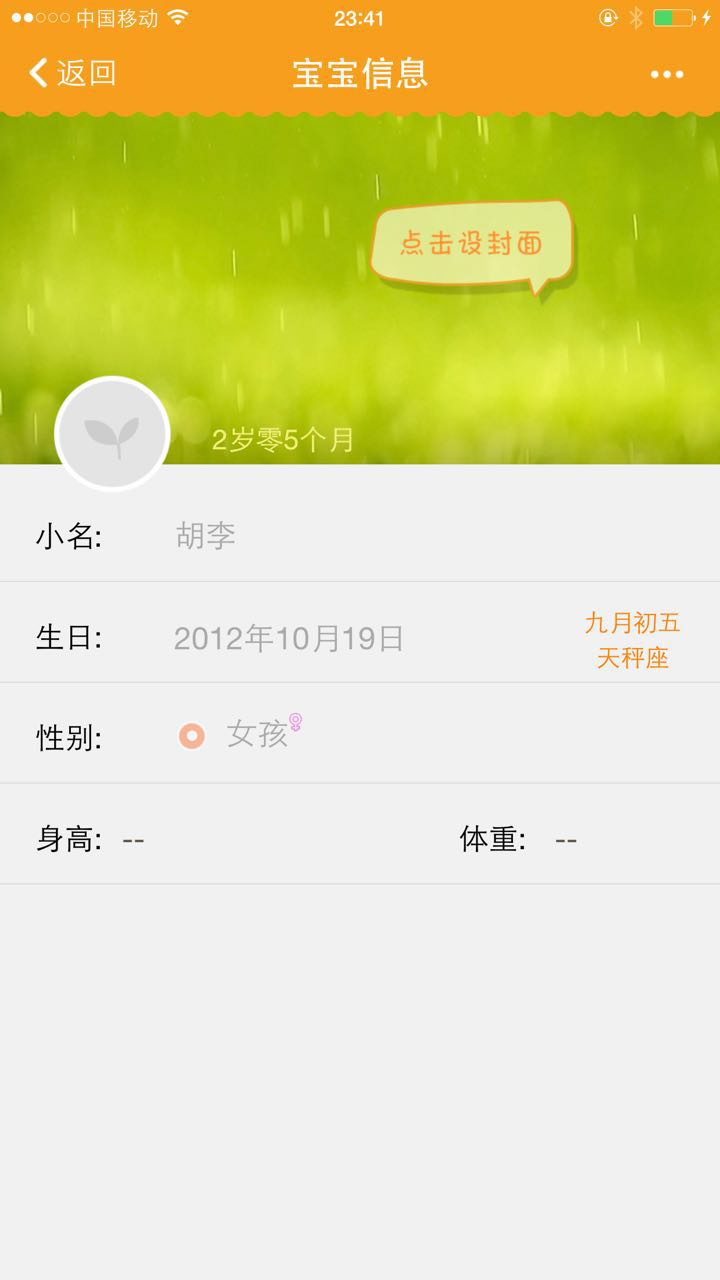 中国移动 23:41
返回 宝宝信息
点击设封面
2岁零5个月
小名: 胡李
生日: 2012年10月19日 九月初五
天秤座
性别: 女孩
身高: -- 体重: --